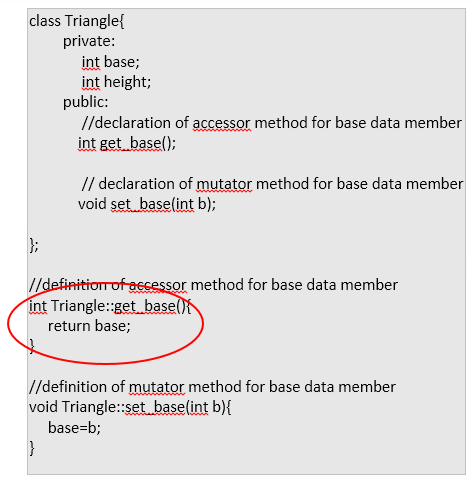 class Triangle{
private:
int base;
int height;
public:
//declaration of accessor method for base data member
int get_base();
// declaration of mutator method for base data member
void set_base(int b);
};
//definition of accessor method for base data member
int Triangle::get_base(){
return base;
}
//definition of mutator method for base data member
void Triangle::set_base(int b){
base=b;
}